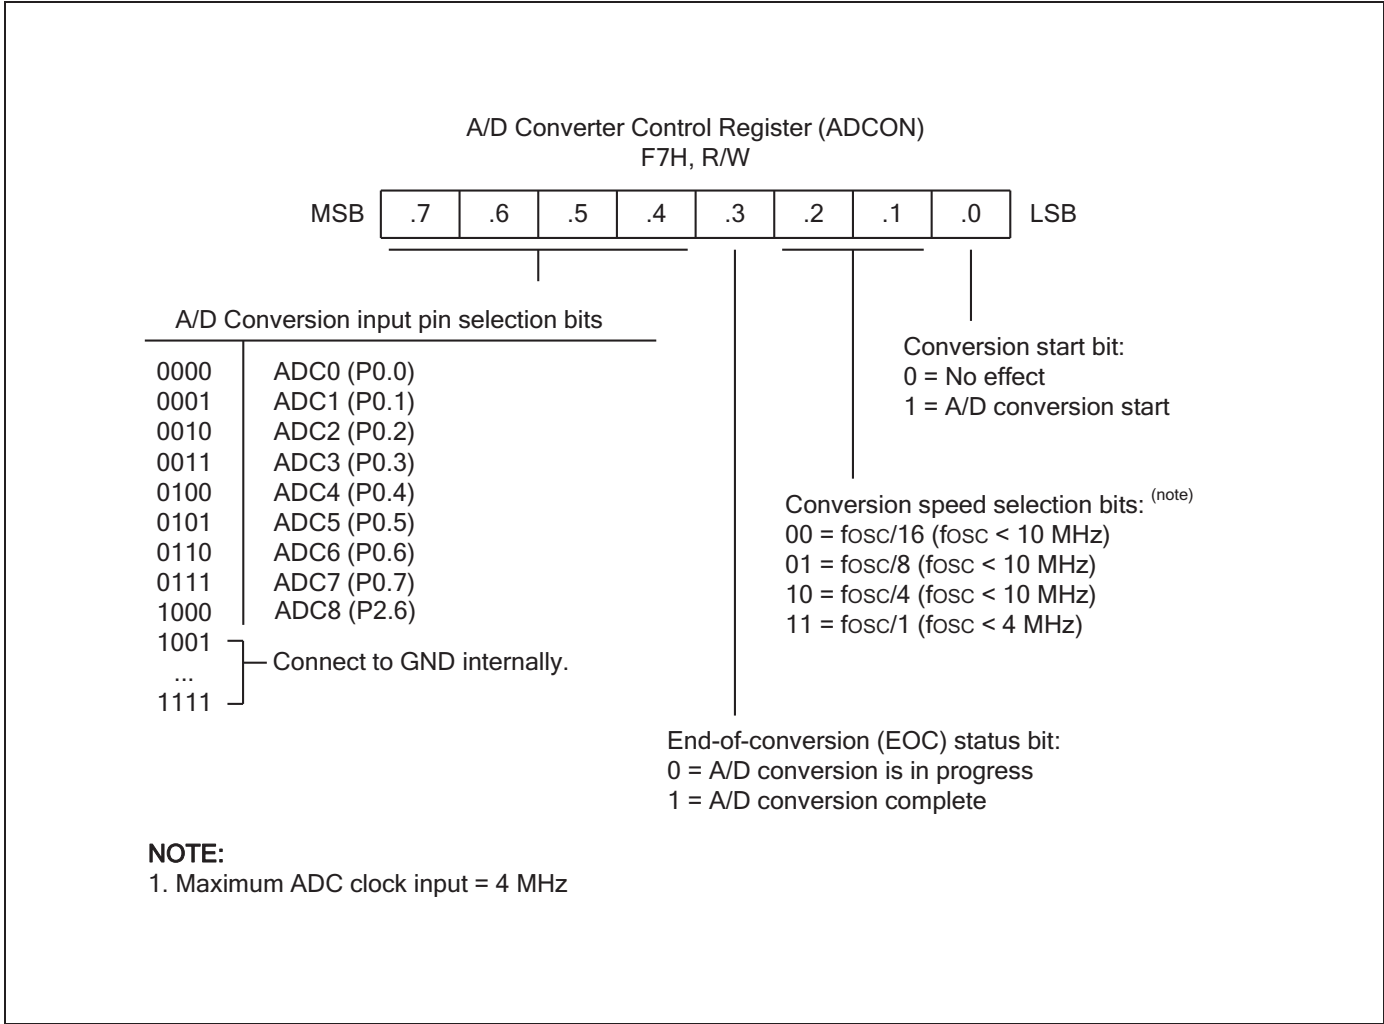 A/D Converter Control Register (ADCON)
F7H, R/W
MSB .7 .6 .5 .4 .3 .2 .1 .0 LSB
A/D Conversion input pin selection bits
0000 ADC0 (P0.0)
0001 ADC1 (P0.1)
0010 ADC2 (P0.2)
0011 ADC3 (P0.3)
0100 ADC4 (P0.4)
0101 ADC5 (P0.5)
0110 ADC6 (P0.6)
0111 ADC7 (P0.7)
1000 ADC8 (P2.6)
1001
...
1111
Connect to GND internally.
Conversion start bit:
0 = No effect
1 = A/D conversion start
Conversion speed selection bits: (note)
00 = fOSC/16 (fOSC < 10 MHz)
01 = fOSC/8 (fOSC < 10 MHz)
10 = fOSC/4 (fOSC < 10 MHz)
11 = fOSC/1 (fOSC < 4 MHz)
End-of-conversion (EOC) status bit:
0 = A/D conversion is in progress
1 = A/D conversion complete
NOTE:
1. Maximum ADC clock input = 4 MHz